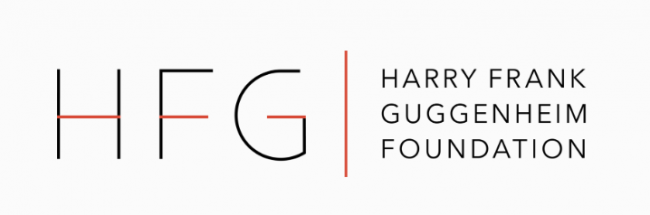 HFG
HARRY FRANK
GUGGENHEIM
FOUNDATION